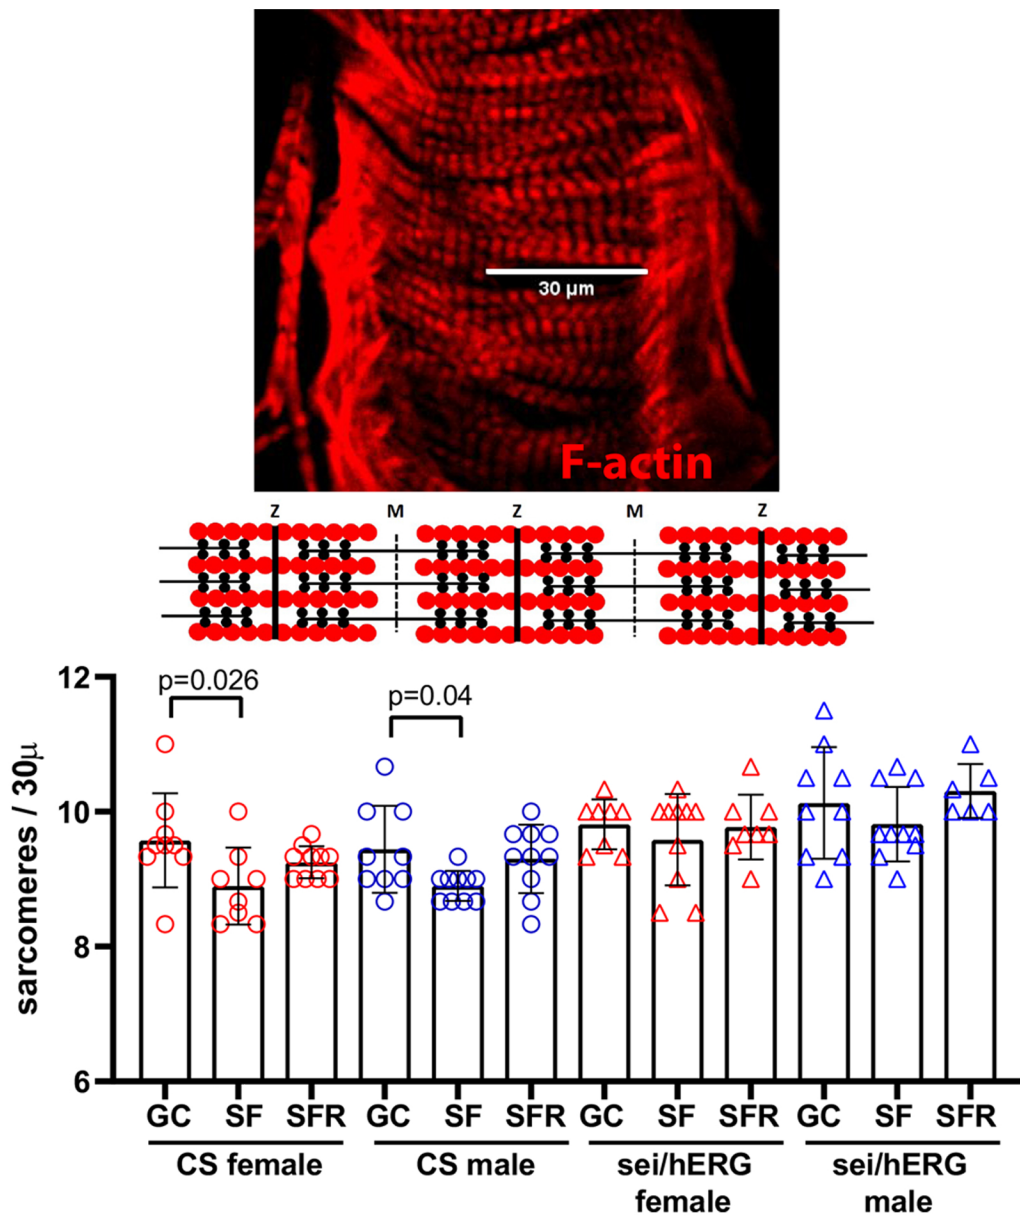 30 μm
F-actin
Z M Z M Z
p=0.026
p=0.04
12
10
8
6
sarcomeres / 30μ
GC SF SFR GC SF SFR GC SF SFR GC SF SFR
CS female CS male sei/hERG female sei/hERG male